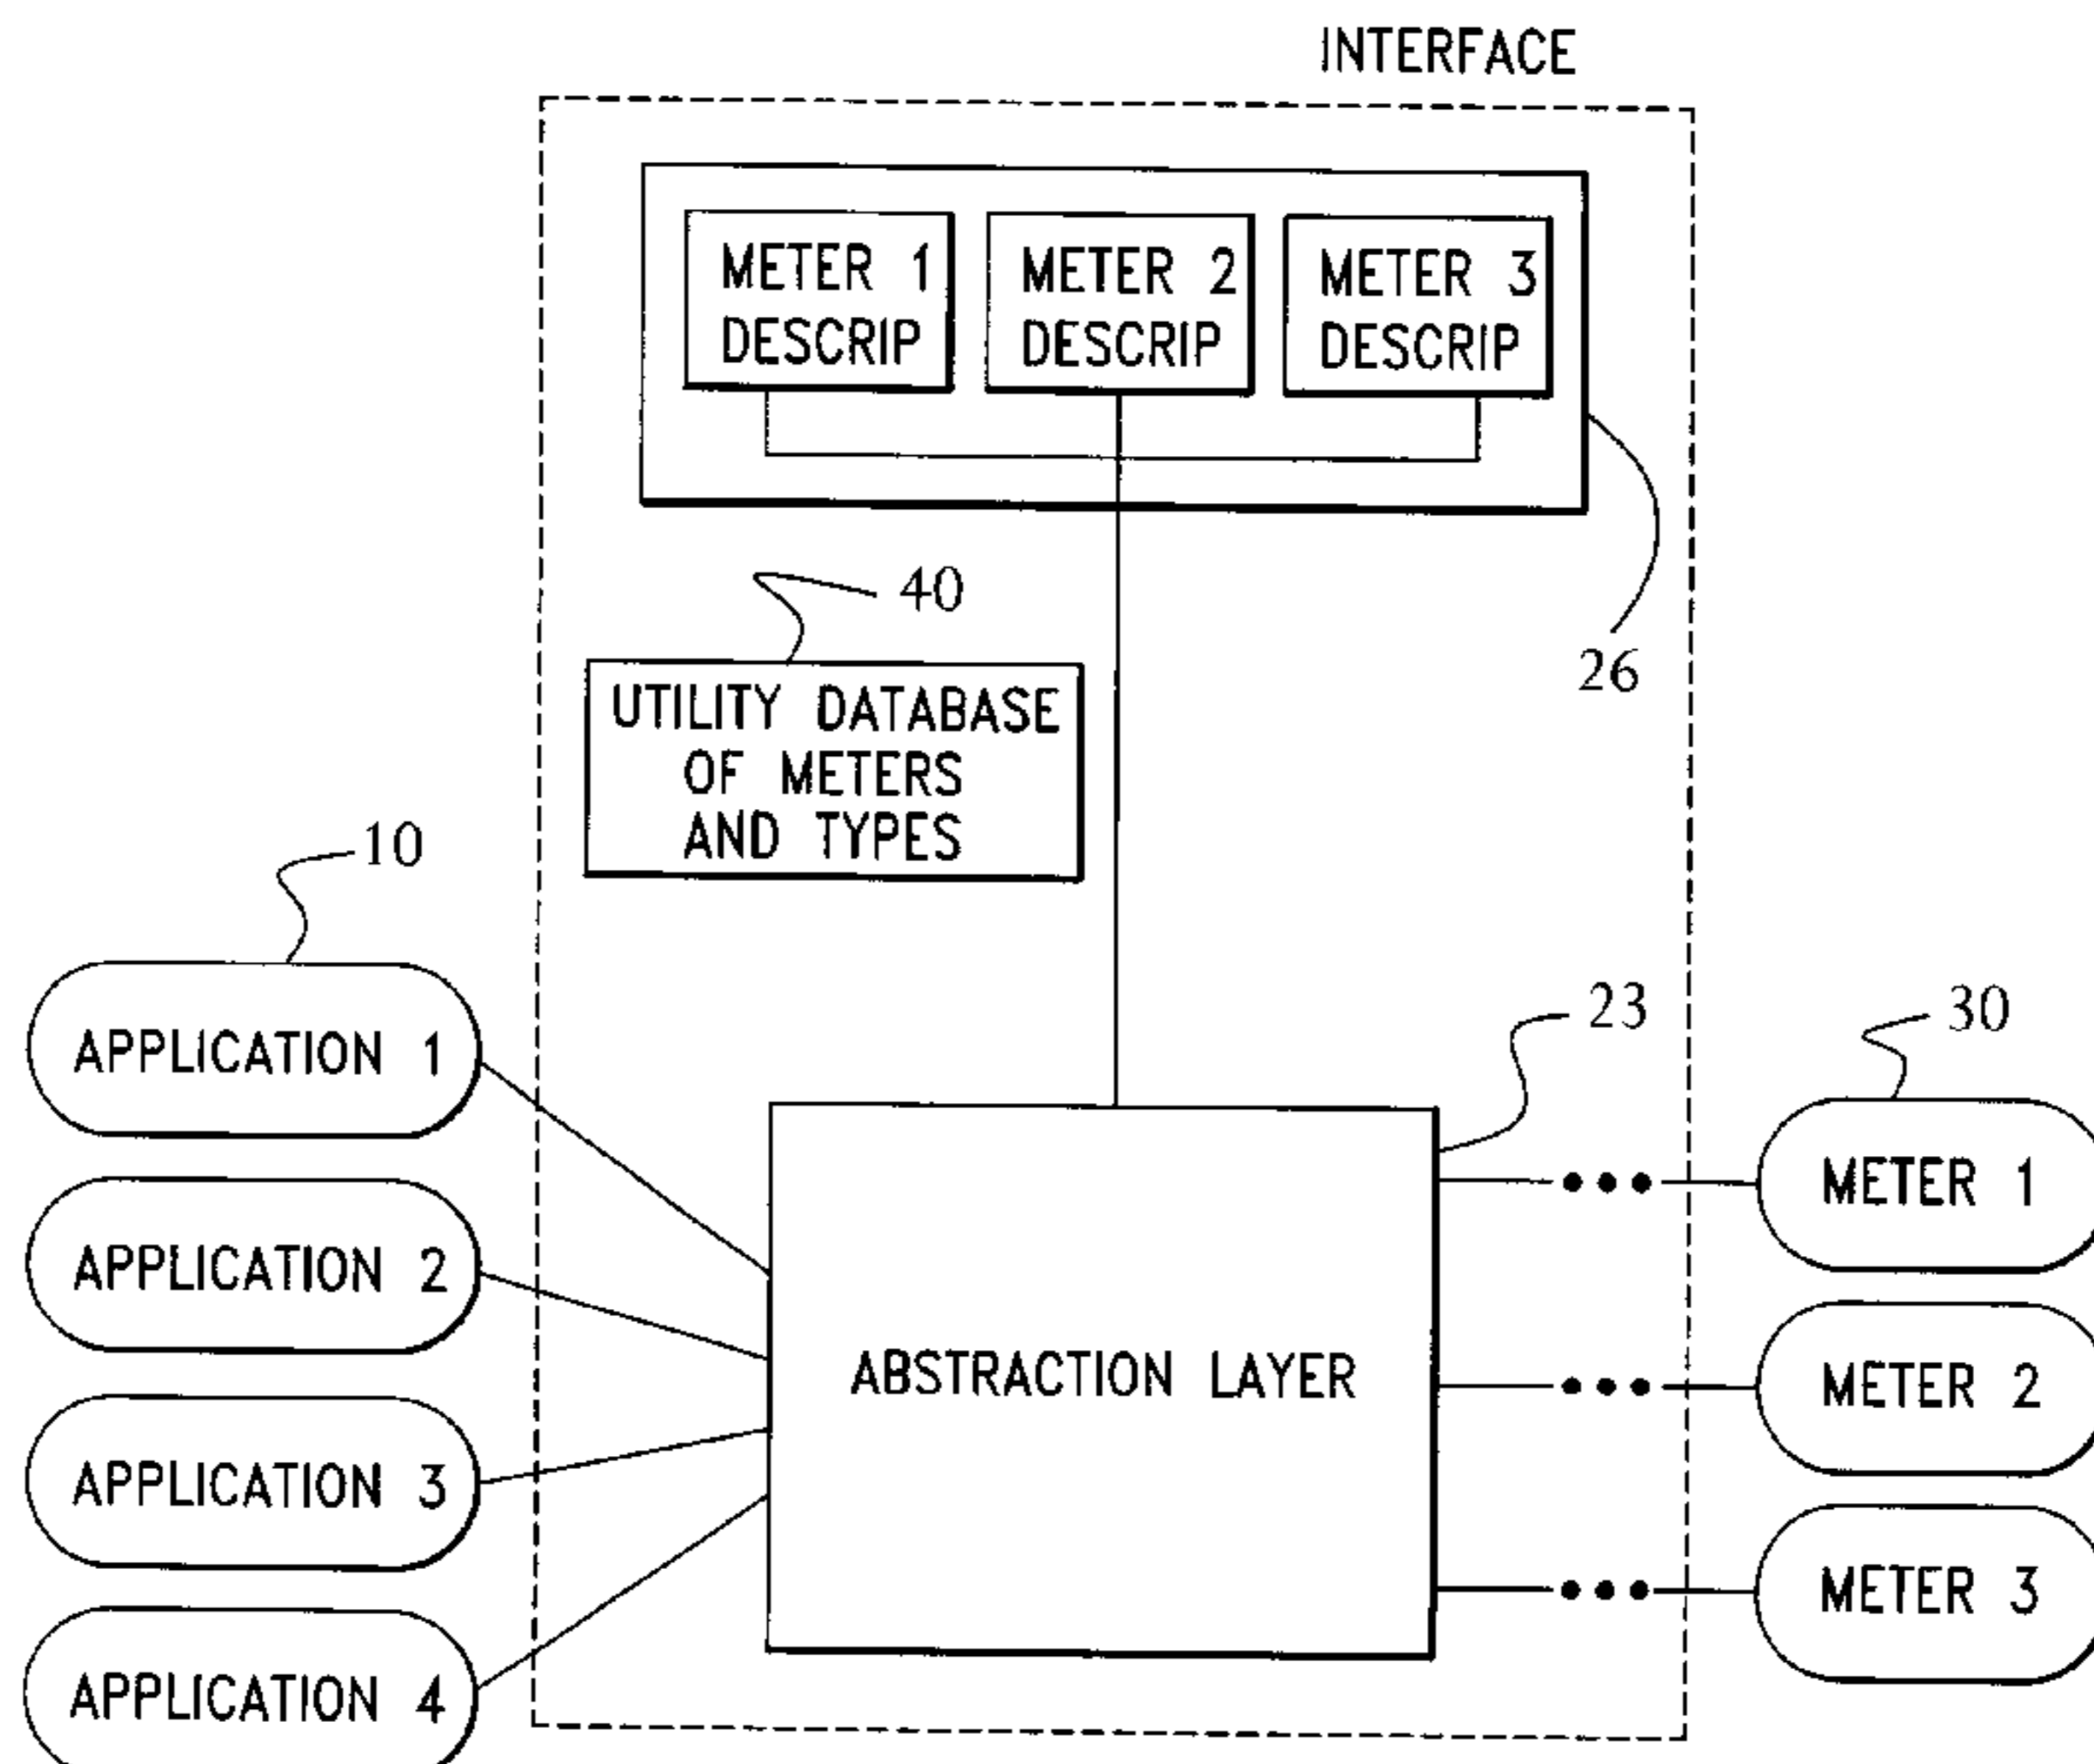 INTERFACE
METER 1
DESCRIP
METER 2
DESCRIP
METER 3
DESCRIP
26
40
UTILITY DATABASE
OF METERS
AND TYPES
10
APPLICATION 1
APPLICATION 2
APPLICATION 3
APPLICATION 4
23
ABSTRACTION LAYER
30
METER 1
METER 2
METER 3